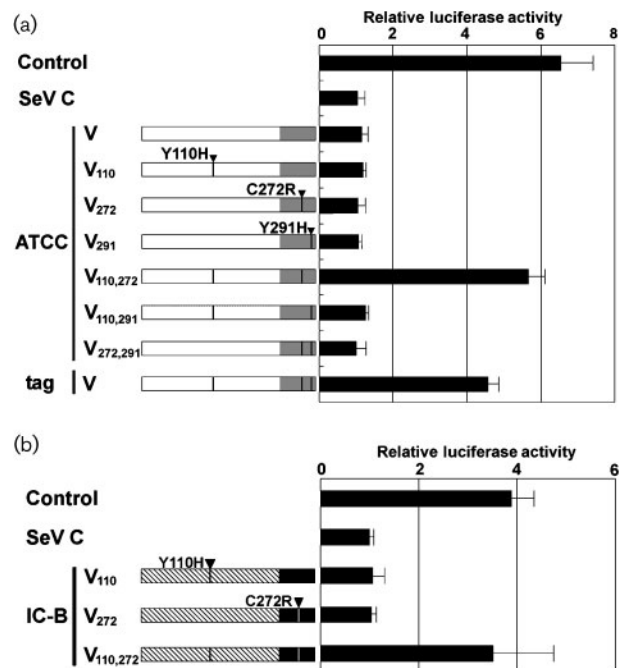 (a)
Relative luciferase activity
0 2 4 6 8
Control
SeV C
ATCC
V
Y110H
V110
C272R
V272
Y291H
V291
V110,272
V110,291
V272,291
tag V
(b)
Relative luciferase activity
0 2 4 6
Control
SeV C
IC-B
Y110H
V110
C272R
V272
V110,272